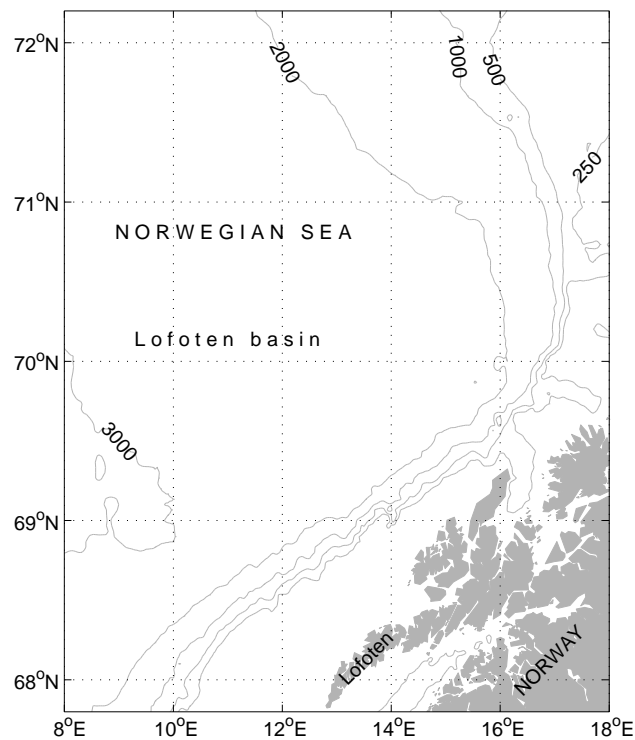 72°N
2000
1000
500
250
71°N
NORWEGIAN SEA
Lofoten basin
70°N
3000
69°N
Lofoten
NORWAY
68°N
8°E 10°E 12°E 14°E 16°E 18°E